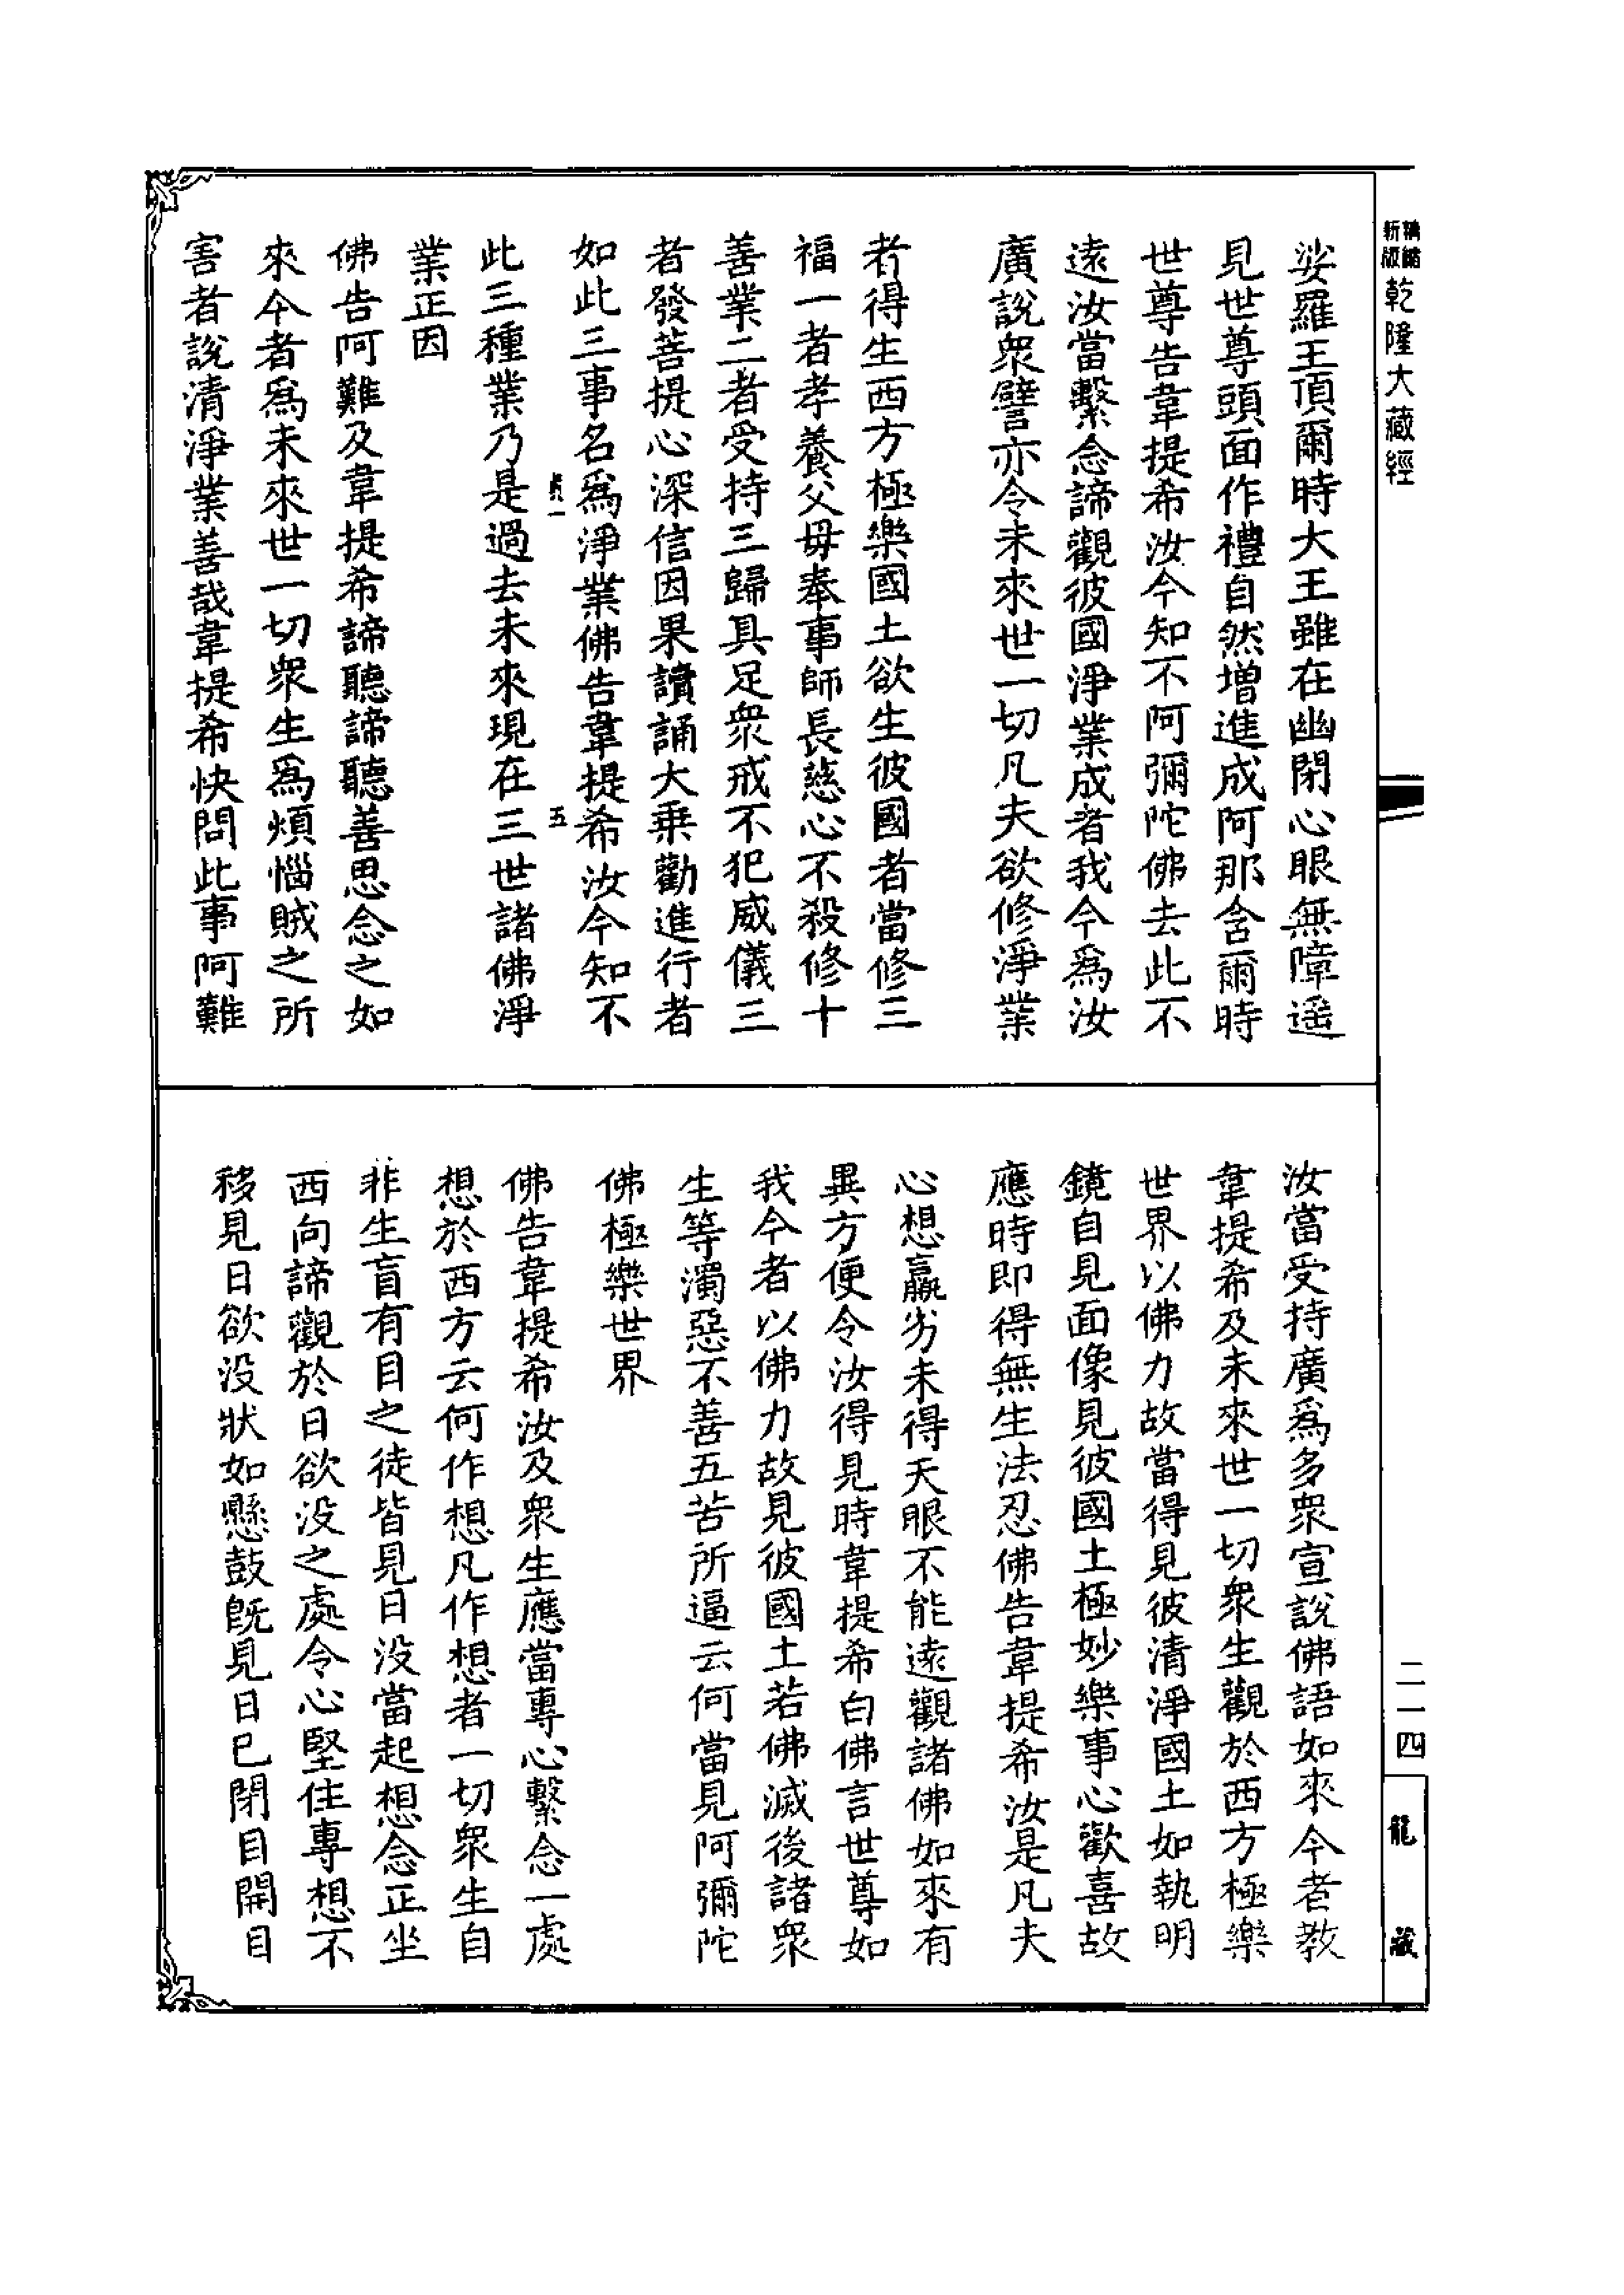 新版精縮乾隆大藏經
娑羅王頂爾時大王雖在幽閉心眼無障遥
見世尊頭面作禮自然增進成阿那含爾時
世尊告韋提希汝今知不阿彌陀佛去此不
遠汝當繫念諦觀彼國淨業成者我今爲汝
廣說衆譬亦令未來世一切凡夫欲修淨業
者得生西方極樂國土欲生彼國者當修三
福一者孝養父母奉事師長慈心不殺修十
善業二者受持三歸具足衆戒不犯威儀三
者發菩提心深信因果讀誦大乗勸進行者
如此三事名爲淨業佛告韋提希汝今知不
貞一 五
此三種業乃是過去未來現在三世諸佛淨
業正因
佛告阿難及韋提希諦聽諦聽善思念之如
來今者爲未來世一切衆生爲煩惱賊之所
害者說清淨業善哉韋提希快問此事阿難
汝當受持廣爲多衆宣說佛語如來今者教
韋提希及未來世一切衆生觀於西方極樂
世界以佛力故當得見彼清淨國土如執明
鏡自見面像見彼國土極妙樂事心歡喜故
應時即得無生法忍佛告韋提希汝是凡夫
心想羸劣未得天眼不能遠觀諸佛如來有
異方便令汝得見時韋提希白佛言世尊如
我今者以佛力故見彼國土若佛滅後諸衆
生等濁惡不善五苦所逼云何當見阿彌陀
佛極樂世界
佛告韋提希汝及衆生應當專心繫念一處
想於西方云何作想凡作想者一切衆生自
非生盲有目之徒皆見日没當起想念正坐
西向諦觀於日欲没之處令心堅住專想不
移見日欲没狀如懸鼓旣見日已閉目開目
二一四
龍藏